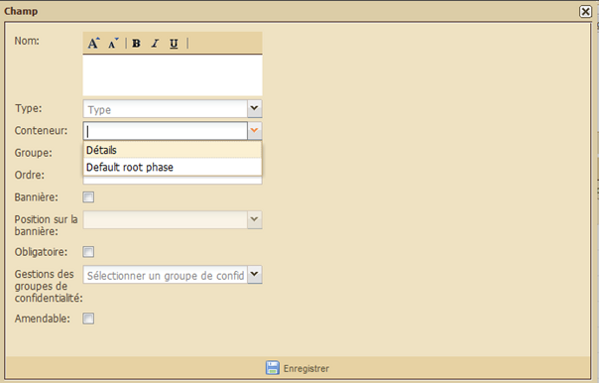 Champ
Nom:
A A B I U
Type: Type
Conteneur:
Détails
Groupe:
Default root phase
Ordre:
Bannière:
Position sur la
bannière:
Obligatoire:
Gestions des
groupes de
confidentialité:
Sélectionner un groupe de confid
Amendable:
Enregistrer